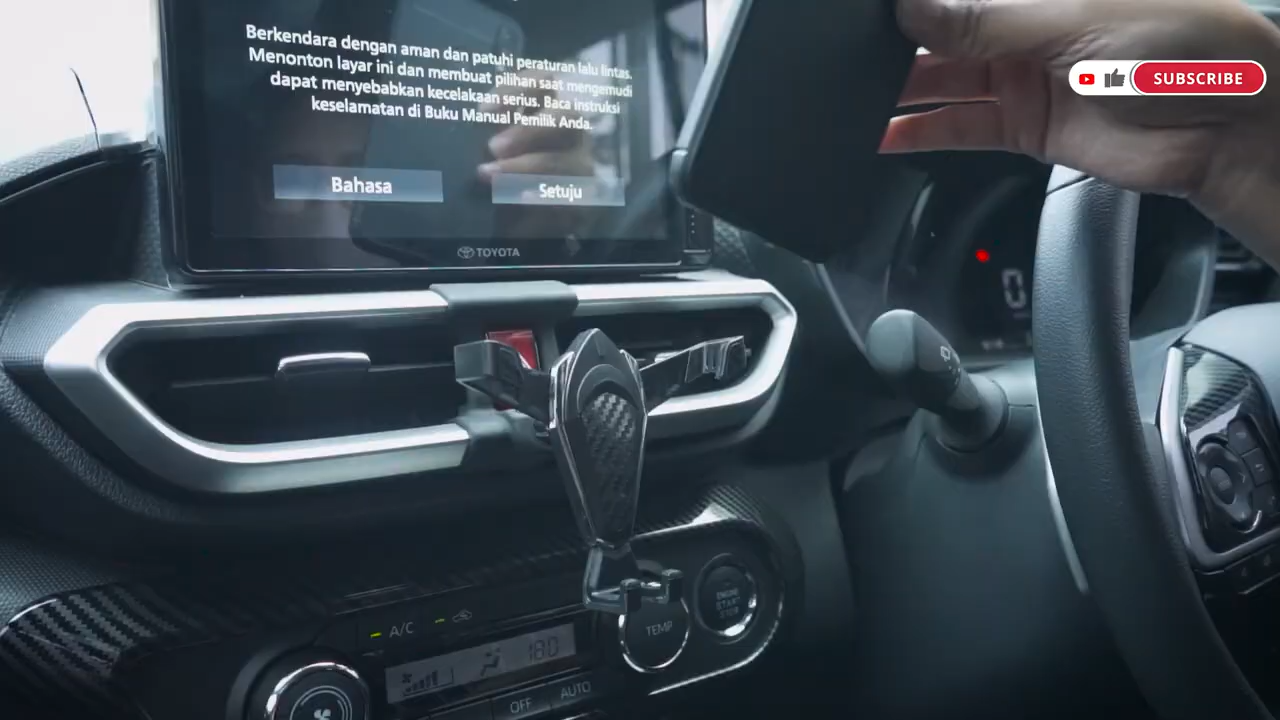 Berkendara dengan aman dan patuhi peraturan lalu lintas.
Menonton layar ini dan membuat pilihan saat mengemudi
dapat menyebabkan kecelakaan serius. Baca instruksi
keselamatan di Buku Manual Pemilik Anda.
Bahasa
Setuju
TOYOTA
SUBSCRIBE
0
A/C
180
TEMP
ENGINE
START
STOP
OFF
AUTO